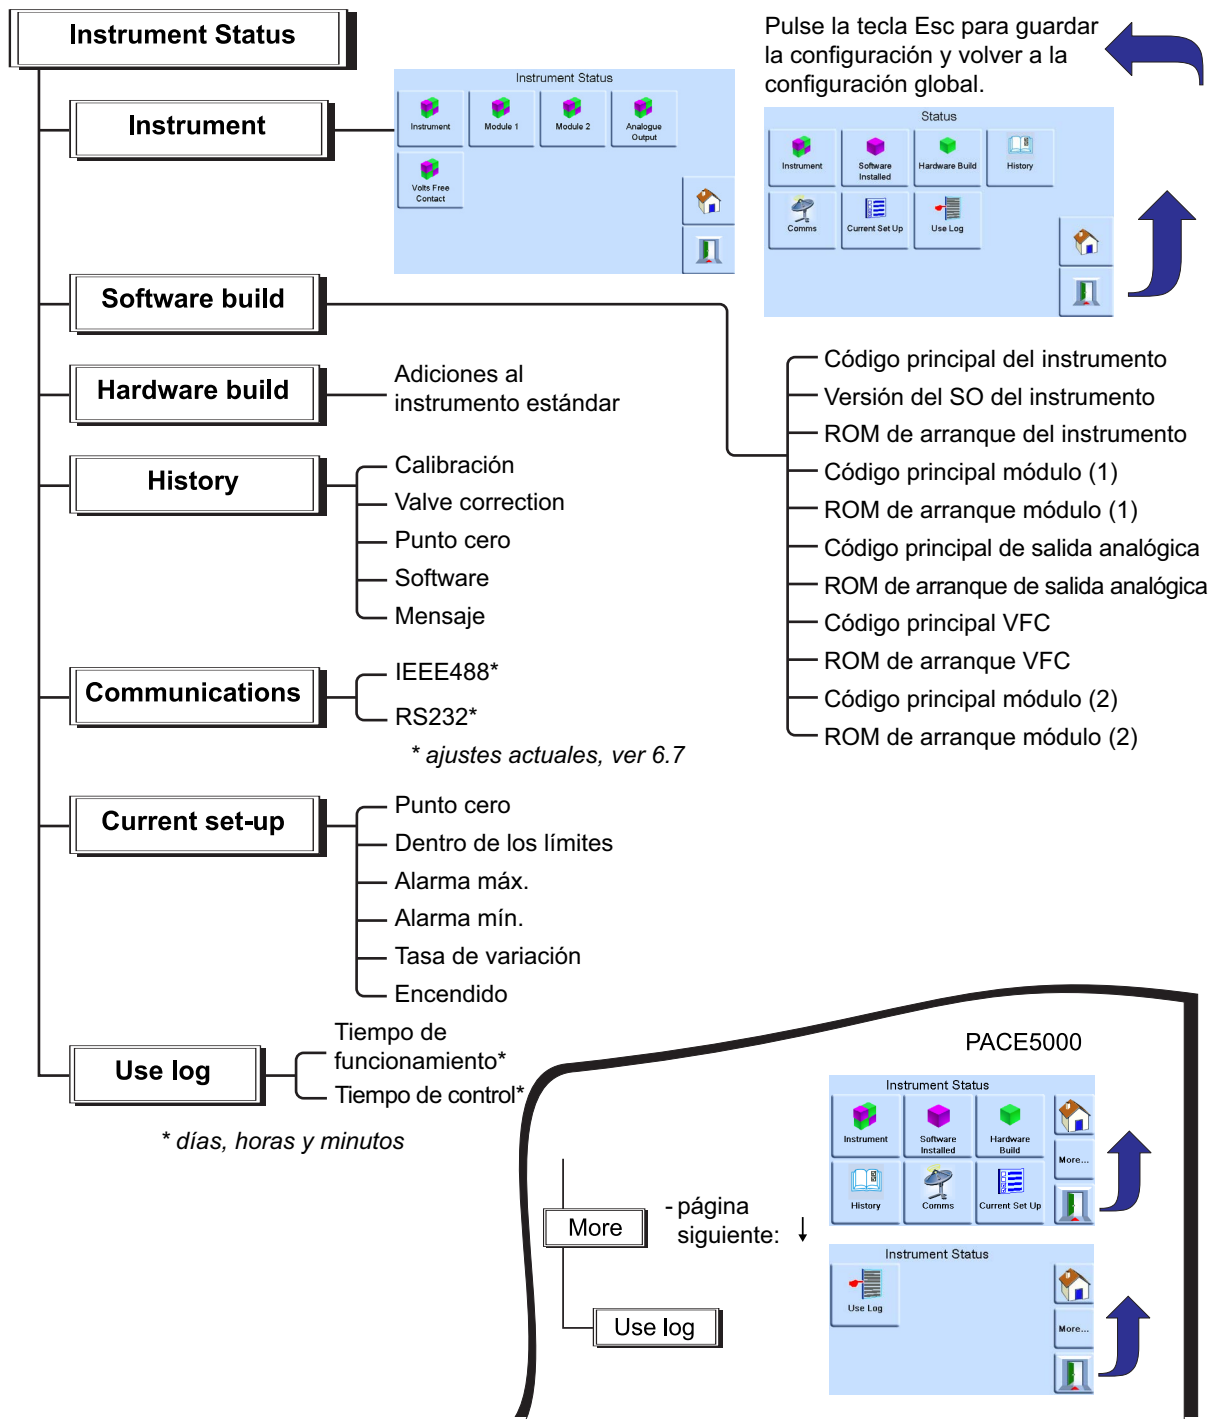 Instrument Status
Pulse la tecla Esc para guardar
la configuración y volver a la
configuración global.
Instrument
Instrument Status
Instrument
Module 1
Module 2
Analogue
Output
Volts Free
Contact
Status
Instrument
Software
Installed
Hardware Build
History
Comms
Current Set Up
Use Log
Software build
Código principal del instrumento
Versión del SO del instrumento
ROM de arranque del instrumento
Código principal módulo (1)
ROM de arranque módulo (1)
Código principal de salida analógica
ROM de arranque de salida analógica
Código principal VFC
ROM de arranque VFC
Código principal módulo (2)
ROM de arranque módulo (2)
Hardware build
Adiciones al
instrumento estándar
History
Calibración
Valve correction
Punto cero
Software
Mensaje
Communications
IEEE488*
RS232*
* ajustes actuales, ver 6.7
Current set-up
Punto cero
Dentro de los límites
Alarma máx.
Alarma mín.
Tasa de variación
Encendido
Use log
Tiempo de
funcionamiento*
Tiempo de control*
* días, horas y minutos
PACE5000
Instrument Status
Instrument
Software
Installed
Hardware
Build
More...
History
Comms
Current Set Up
More
- página
siguiente:
Use log
Instrument Status
Use Log
More...